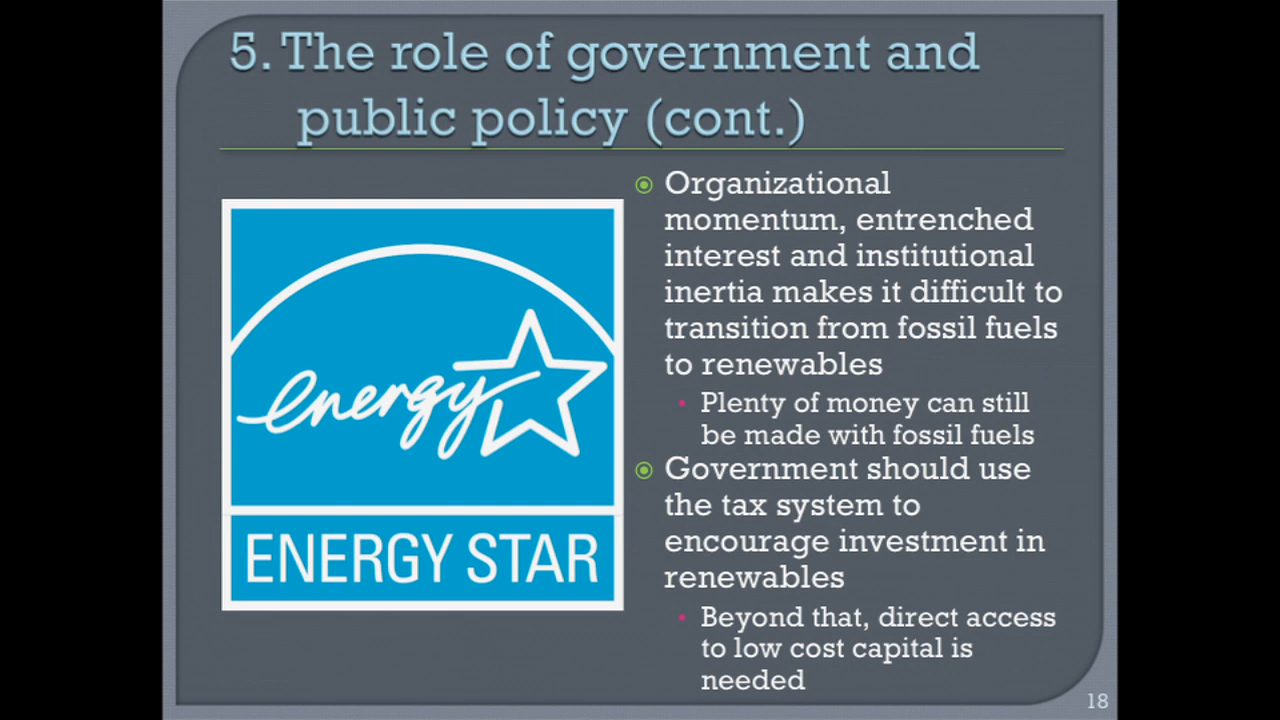 5. The role of government and
public policy (cont.)
energy
ENERGY STAR
Organizational
momentum, entrenched
interest and institutional
inertia makes it difficult to
transition from fossil fuels
to renewables
Plenty of money can still
be made with fossil fuels
Government should use
the tax system to
encourage investment in
renewables
Beyond that, direct access
to low cost capital is
needed
18